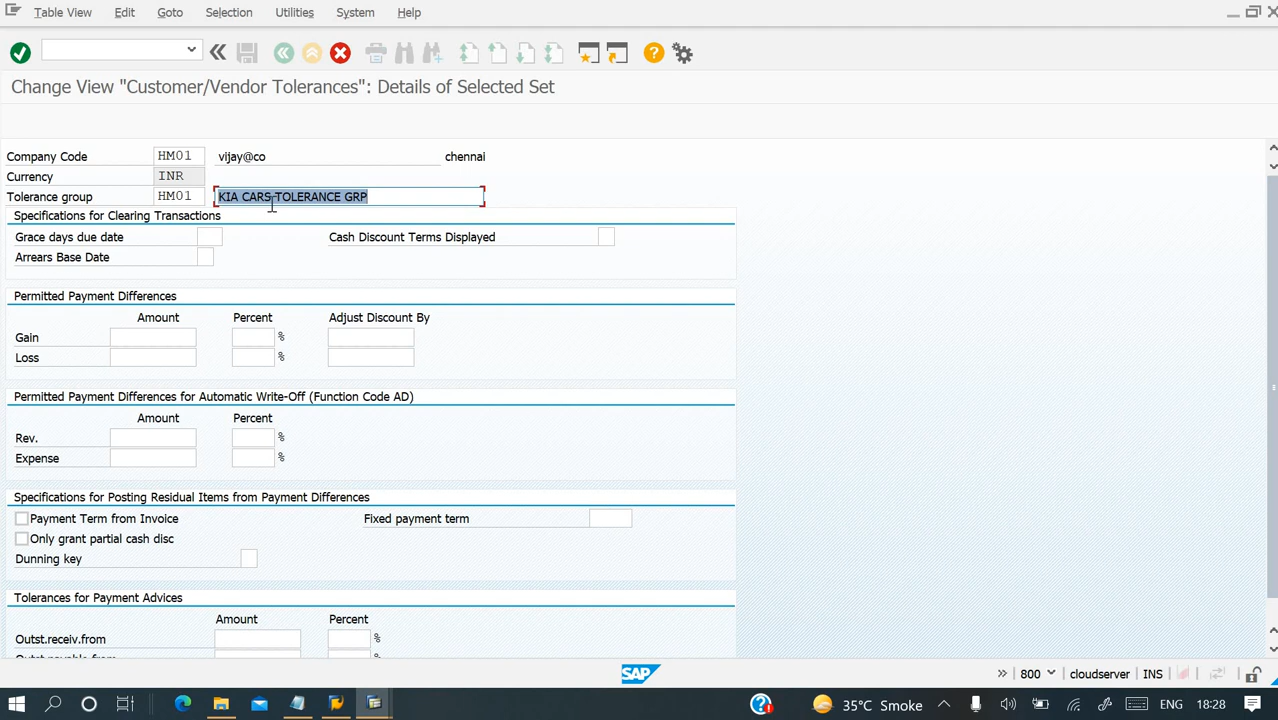 Table View Edit Goto Selection Utilities System Help
Change View "Customer/Vendor Tolerances": Details of Selected Set
Company Code HM01 vijay@co chennai
Currency INR
Tolerance group HM01 KIA CARS TOLERANCE GRP
Specifications for Clearing Transactions
Grace days due date Cash Discount Terms Displayed
Arrears Base Date
Permitted Payment Differences
Amount Percent Adjust Discount By
Gain %
Loss %
Permitted Payment Differences for Automatic Write-Off (Function Code AD)
Amount Percent
Rev. %
Expense %
Specifications for Posting Residual Items from Payment Differences
Payment Term from Invoice Fixed payment term
Only grant partial cash disc
Dunning key
Tolerances for Payment Advices
Amount Percent
Outst.receiv.from %
Outst.payable from %
SAP 800 cloudserver INS
35°C Smoke ENG 18:28